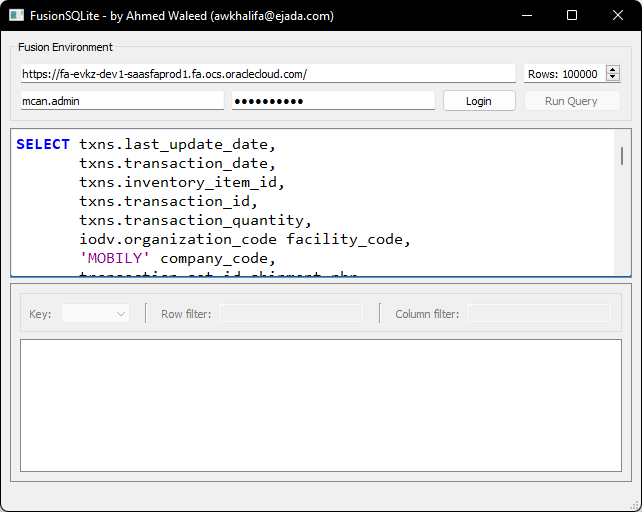 FusionSQLite - by Ahmed Waleed (awkhalifa@ejada.com)
Fusion Environment
https://fa-evkz-dev1-saasfaprod1.fa.ocs.oraclecloud.com/ Rows: 100000
mcan.admin ●●●●●●●●●● Login Run Query
SELECT txns.last_update_date,
txns.transaction_date,
txns.inventory_item_id,
txns.transaction_id,
txns.transaction_quantity,
iodv.organization_code facility_code,
'MOBILY' company_code,
Key: Row filter: Column filter: